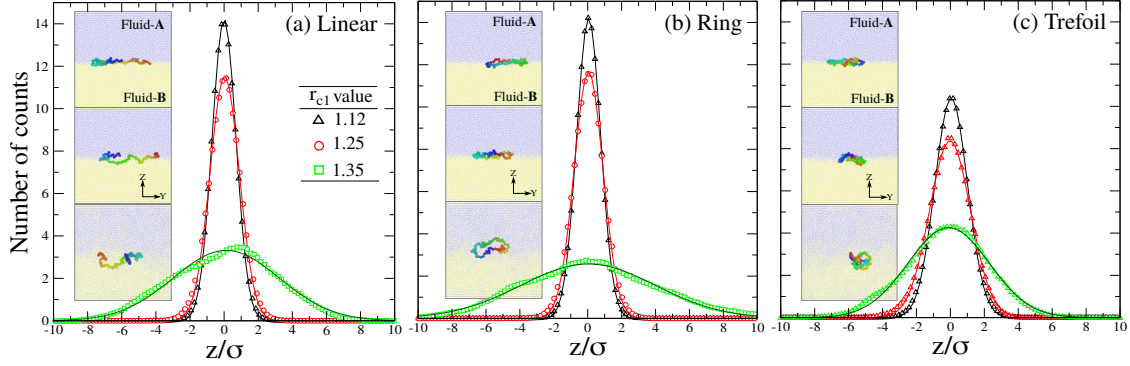 (a) Linear
Fluid-A
Fluid-B
Z
Y
r_c1 value
1.12
1.25
1.35
Number of counts
14
12
10
8
6
4
2
0
-10 -8 -6 -4 -2 0 2 4 6 8 10
z/σ
(b) Ring
Fluid-A
Fluid-B
Z
Y
-10 -8 -6 -4 -2 0 2 4 6 8 10
z/σ
(c) Trefoil
Fluid-A
Fluid-B
Z
Y
-10 -8 -6 -4 -2 0 2 4 6 8 10
z/σ